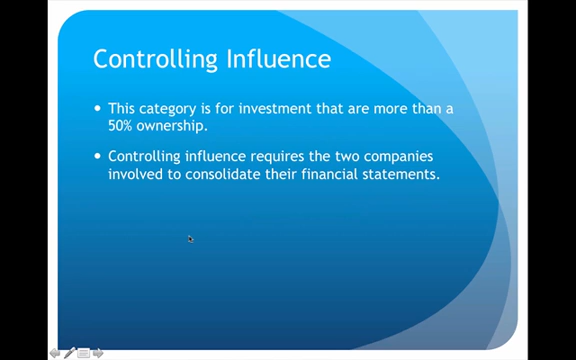 Controlling Influence
• This category is for investment that are more than a
50% ownership.
• Controlling influence requires the two companies
involved to consolidate their financial statements.